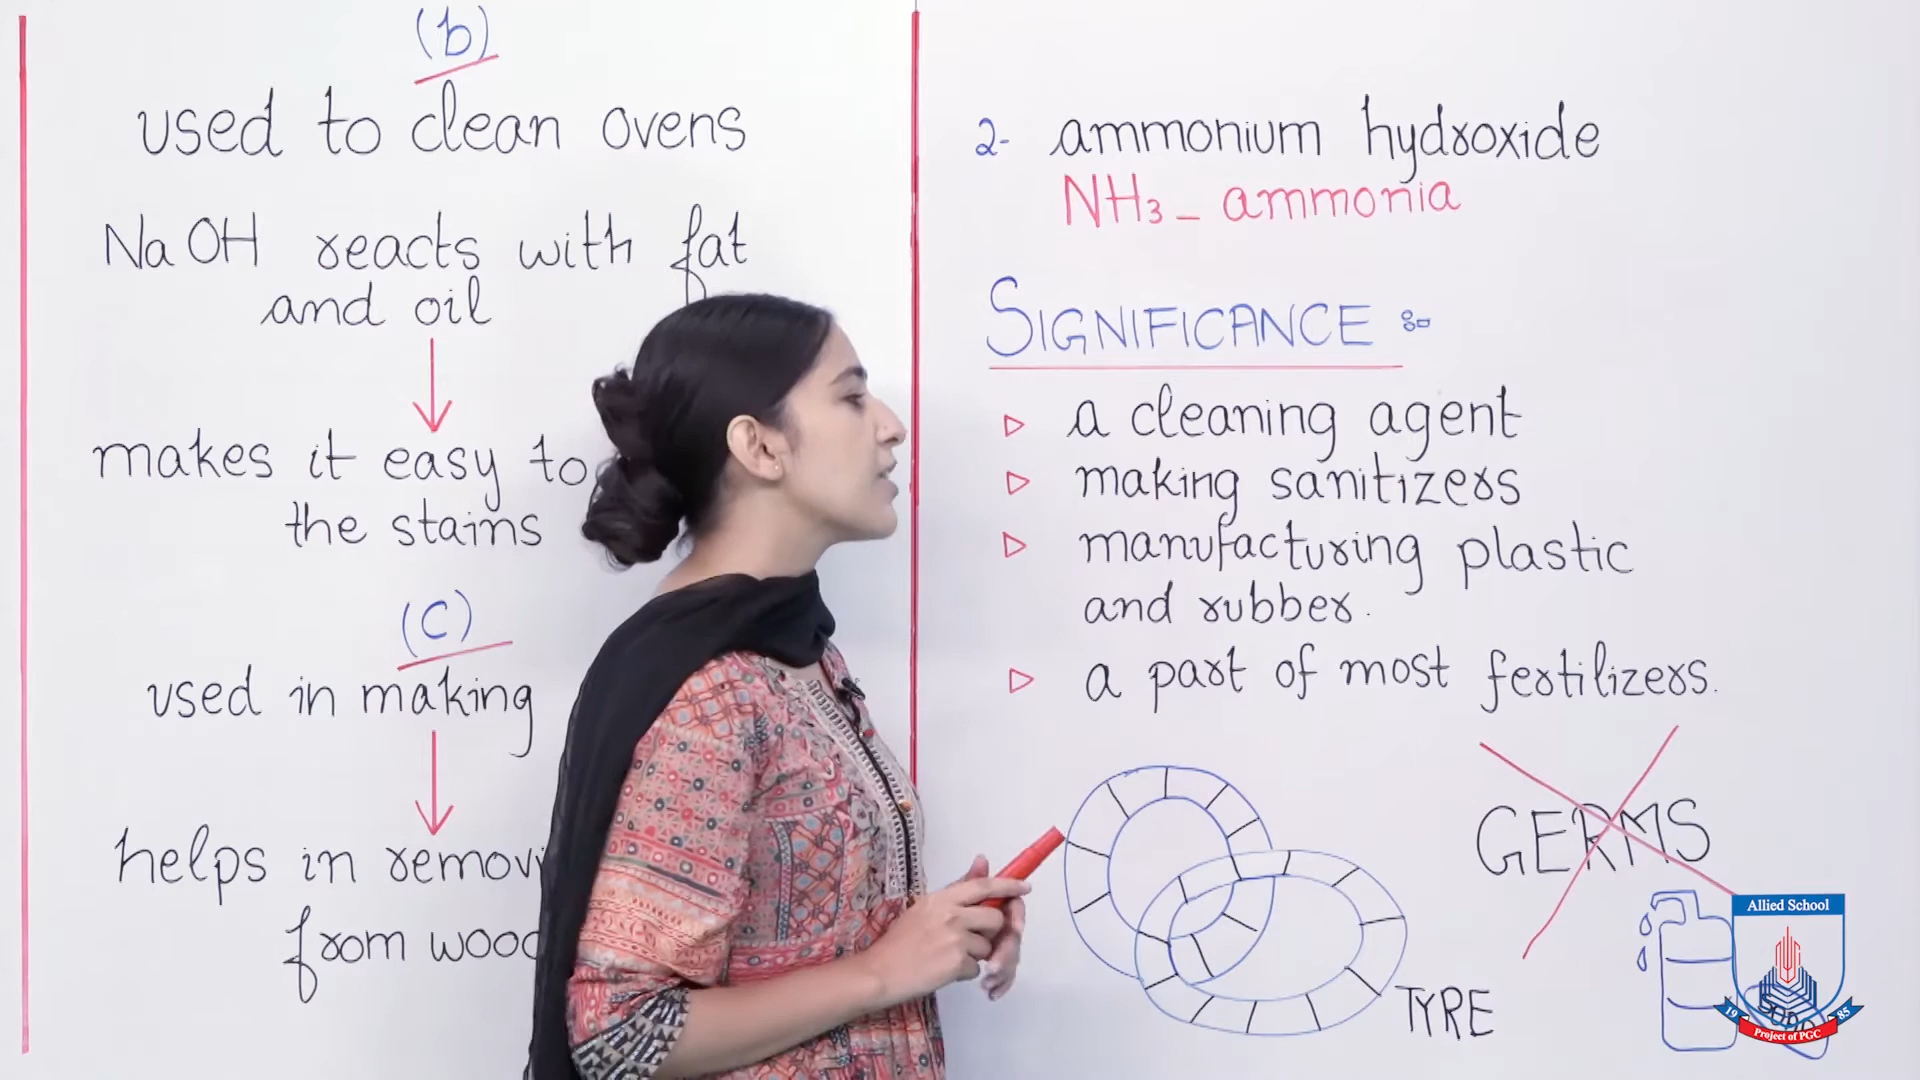 (b)
used to clean ovens
NaOH reacts with fat
and oil
makes it easy to
the stains
(c)
used in making
helps in removi
from wood
2- ammonium hydroxide
NH3 - ammonia
SIGNIFICANCE :-
a cleaning agent
making sanitizers
manufacturing plastic
and rubber.
a part of most fertilizers.
GERMS
TYRE
Allied School
19 85
Project of PGC